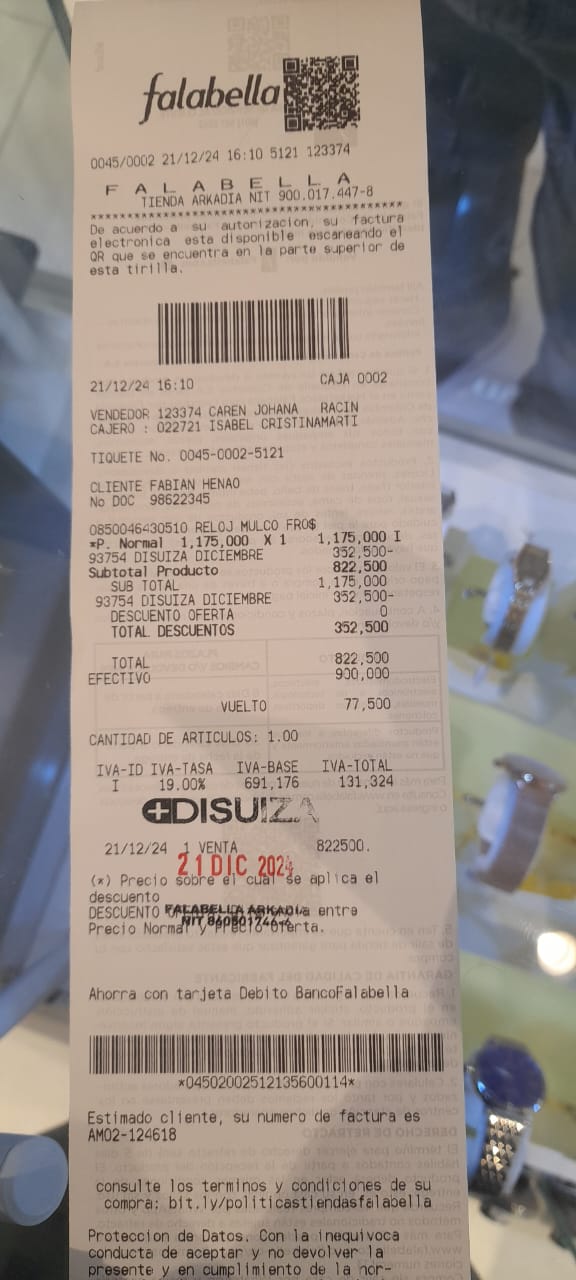 falabella
0045/0002 21/12/24 16:10 5121 123374
F A L A B E L L A
TIENDA ARKADIA NIT 900.017.447-8
****************************************
De acuerdo a su autorizacion, su factura
electronica esta disponible escaneando el
QR que se encuentra en la parte superior de
esta tirilla.
21/12/24 16:10 CAJA 0002
VENDEDOR 123374 CAREN JOHANA RACIN
CAJERO : 022721 ISABEL CRISTINAMARTI
TIQUETE No. 0045-0002-5121
CLIENTE FABIAN HENAO
No DOC 98622345
0850046430510 RELOJ MULCO FRO$
*P. Normal 1,175,000 X 1 1,175,000 I
93754 DISUIZA DICIEMBRE 352,500-
Subtotal Producto 822,500
SUB TOTAL 1,175,000
93754 DISUIZA DICIEMBRE 352,500-
DESCUENTO OFERTA 0
TOTAL DESCUENTOS 352,500
TOTAL 822,500
EFECTIVO 900,000
VUELTO 77,500
CANTIDAD DE ARTICULOS: 1.00
IVA-ID IVA-TASA IVA-BASE IVA-TOTAL
I 19.00% 691,176 131,324
DISUIZA
21/12/24 1 VENTA 822500.
21 DIC 2024
(*) Precio sobre el cual se aplica el
descuento
DESCUENTO entre
FALABELLA ARKADIA
Precio Normal y Precio Oferta.
Ahorra con tarjeta Debito BancoFalabella
*04502002512135600114*
Estimado cliente, su numero de factura es
AM02-124618
consulte los terminos y condiciones de su
compra: bit.ly/politicastiendasfalabella
Proteccion de Datos. Con la inequivoca
conducta de aceptar y no devolver la
presente y en cumplimiento de la nor-